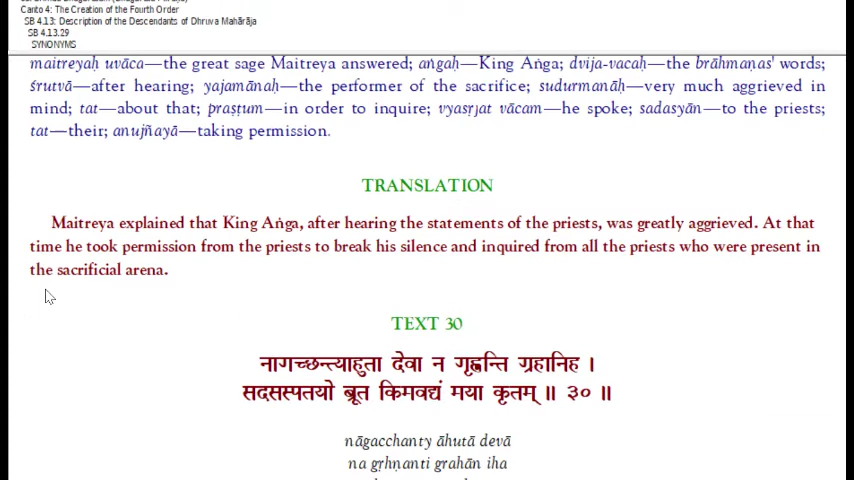 Canto 4: The Creation of the Fourth Order
SB 4.13: Description of the Descendants of Dhruva Mahārāja
SB 4.13.29
SYNONYMS
maitreyaḥ uvāca—the great sage Maitreya answered; aṅgaḥ—King Aṅga; dvija-vacaḥ—the brāhmaṇas' words;
śrutvā—after hearing; yajamānaḥ—the performer of the sacrifice; sudurmanāḥ—very much aggrieved in
mind; tat—about that; praṣṭum—in order to inquire; vyasṛjat vācam—he spoke; sadasyān—to the priests;
tat—their; anujñayā—taking permission.
TRANSLATION
Maitreya explained that King Aṅga, after hearing the statements of the priests, was greatly aggrieved. At that
time he took permission from the priests to break his silence and inquired from all the priests who were present in
the sacrificial arena.
TEXT 30
नागच्छन्त्याहुता देवा न गृह्णन्ति ग्रहानिह ।
सदसस्पतयो ब्रूत किमवद्यं मया कृतम् ॥ ३० ॥
nāgacchanty āhutā devā
na gṛhṇanti grahān iha